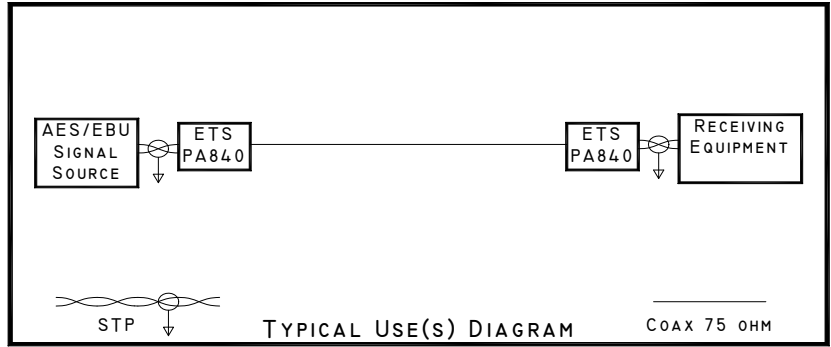 AES/EBU
SIGNAL
SOURCE
ETS
PA840
ETS
PA840
RECEIVING
EQUIPMENT
STP
TYPICAL USE(S) DIAGRAM
COAX 75 OHM